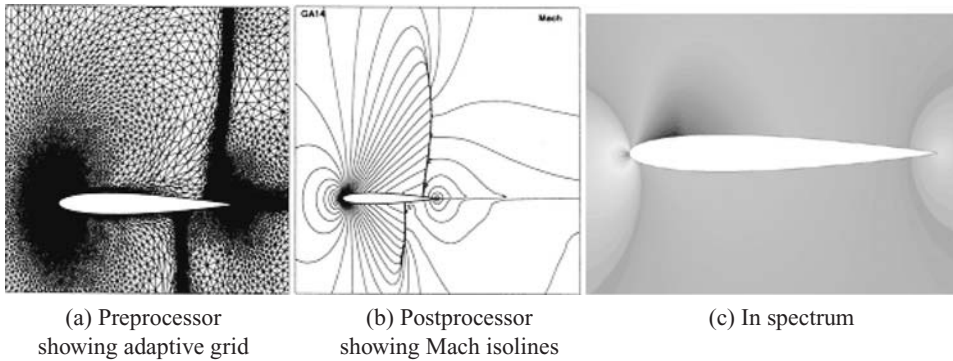 GA14
Mach
(a) Preprocessor
showing adaptive grid
(b) Postprocessor
showing Mach isolines
(c) In spectrum